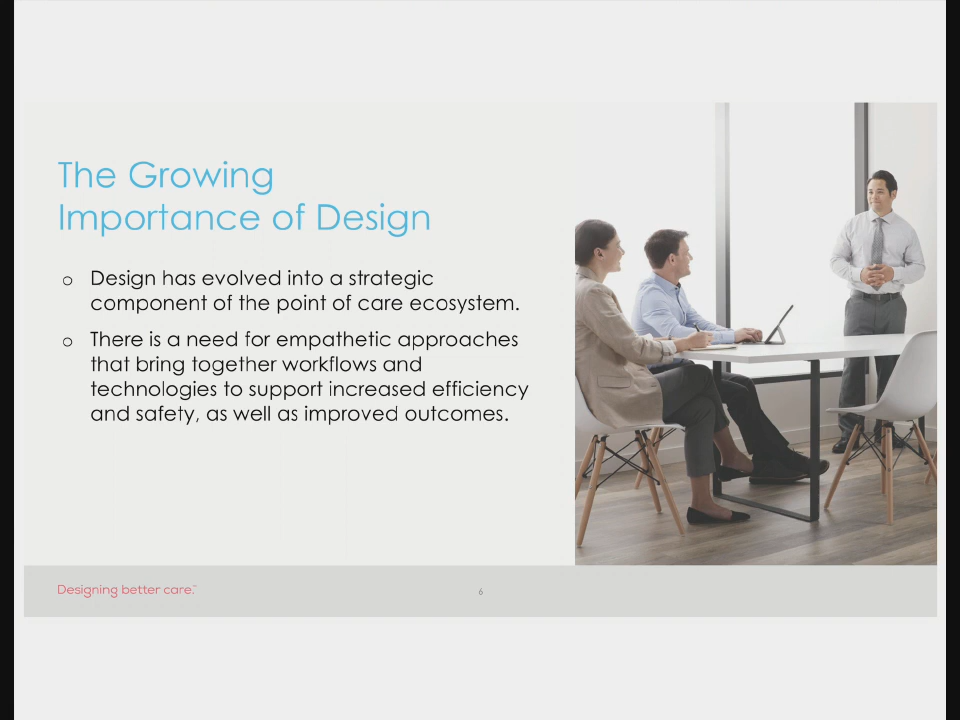 The Growing
Importance of Design
o Design has evolved into a strategic
component of the point of care ecosystem.
o There is a need for empathetic approaches
that bring together workflows and
technologies to support increased efficiency
and safety, as well as improved outcomes.
Designing better care.™
6